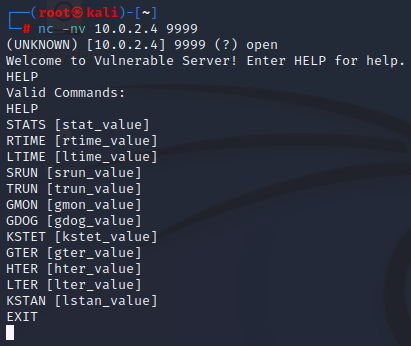 ┌──(root㉿kali)-[~]
└─# nc -nv 10.0.2.4 9999
(UNKNOWN) [10.0.2.4] 9999 (?) open
Welcome to Vulnerable Server! Enter HELP for help.
HELP
Valid Commands:
HELP
STATS [stat_value]
RTIME [rtime_value]
LTIME [ltime_value]
SRUN [srun_value]
TRUN [trun_value]
GMON [gmon_value]
GDOG [gdog_value]
KSTET [kstet_value]
GTER [gter_value]
HTER [hter_value]
LTER [lter_value]
KSTAN [lstan_value]
EXIT